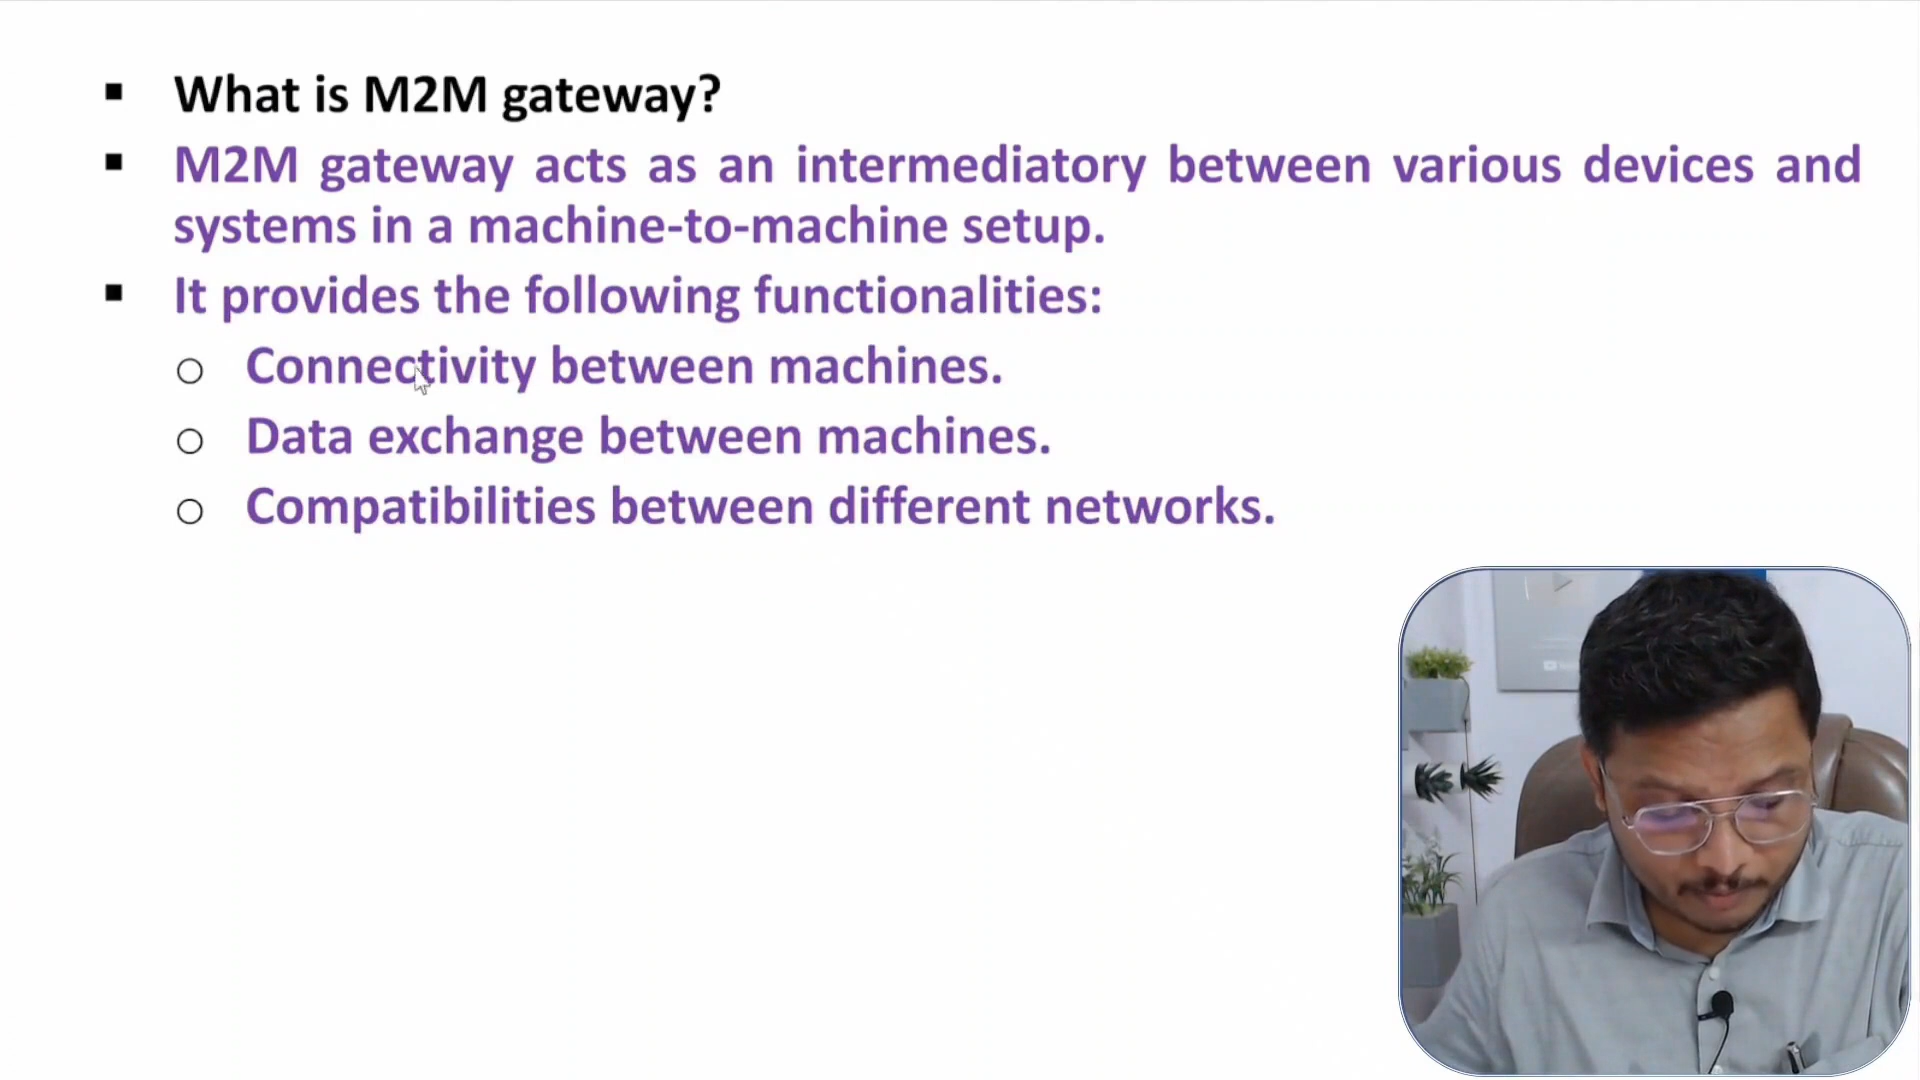 ▪ What is M2M gateway?
▪ M2M gateway acts as an intermediatory between various devices and
systems in a machine-to-machine setup.
▪ It provides the following functionalities:
o Connectivity between machines.
o Data exchange between machines.
o Compatibilities between different networks.